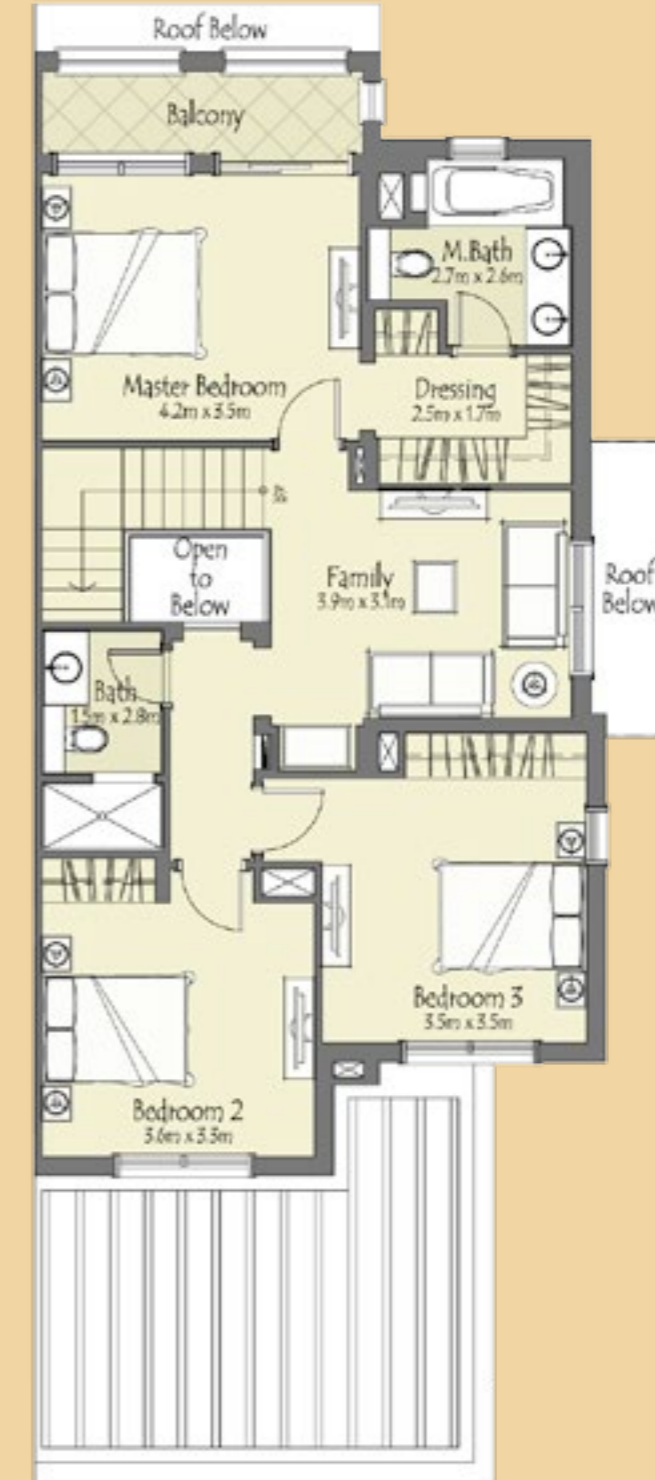 Roof Below
Balcony
M.Bath
2.7m x 2.6m
Master Bedroom
4.2m x 3.5m
Dressing
2.5m x 1.7m
Open
to
Below
Family
3.9m x 3.1m
Roof
Below
Bath
1.5m x 2.8m
Bedroom 3
3.5m x 3.5m
Bedroom 2
3.6m x 3.3m